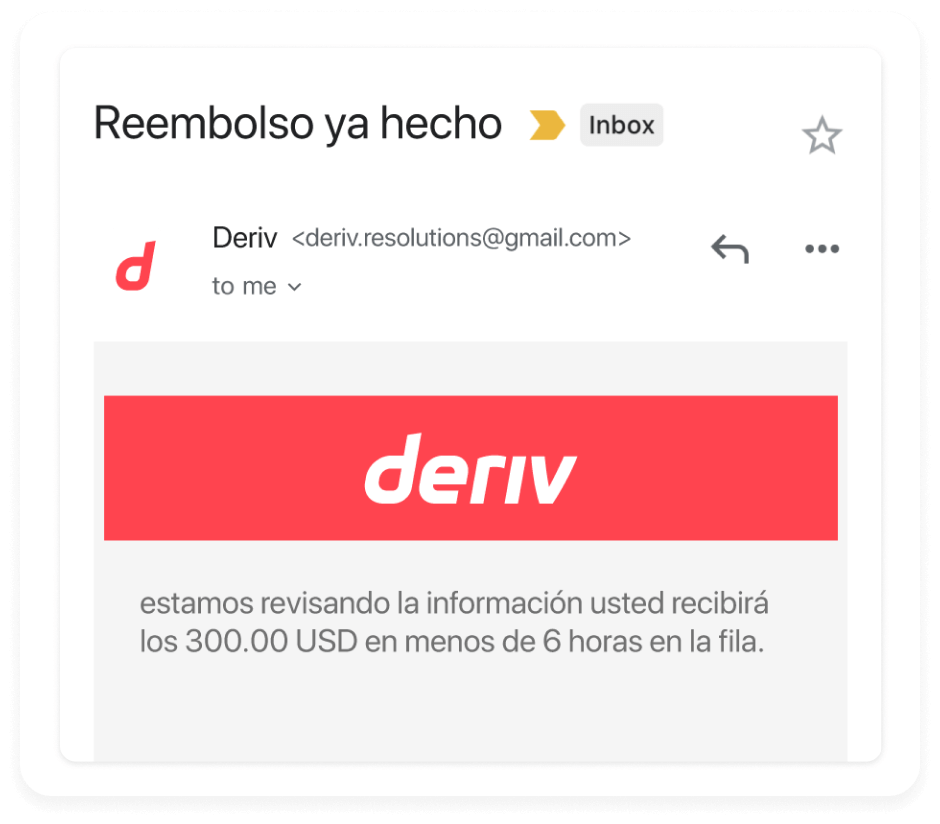 Reembolso ya hecho Inbox
Deriv <deriv.resolutions@gmail.com>
to me
deriv
estamos revisando la información usted recibirá
los 300.00 USD en menos de 6 horas en la fila.